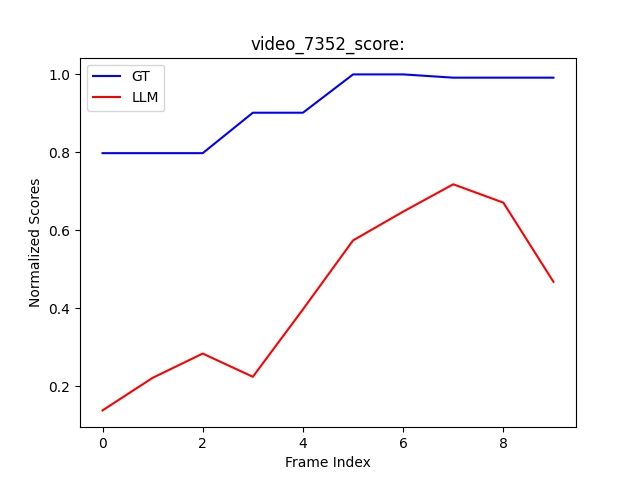 video_7352_score:
GT
LLM
Normalized Scores
1.0
0.8
0.6
0.4
0.2
0 2 4 6 8
Frame Index